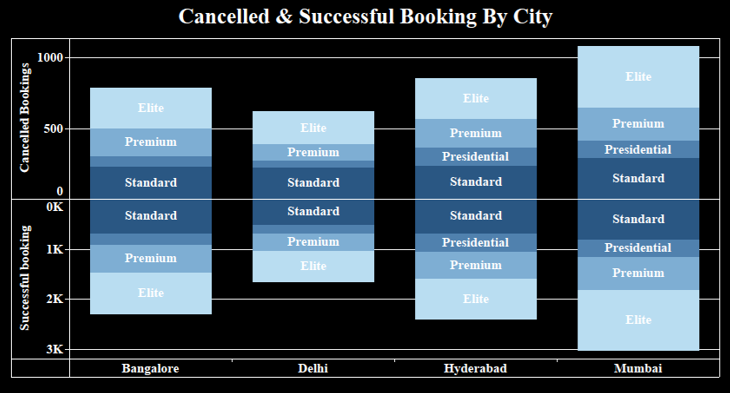 Cancelled & Successful Booking By City
Cancelled Bookings
1000
500
0
Elite
Premium
Standard
Elite
Premium
Standard
Elite
Premium
Presidential
Standard
Elite
Premium
Presidential
Standard
Successful booking
0K
1K
2K
3K
Standard
Premium
Elite
Standard
Premium
Elite
Standard
Presidential
Premium
Elite
Standard
Presidential
Premium
Elite
Bangalore
Delhi
Hyderabad
Mumbai